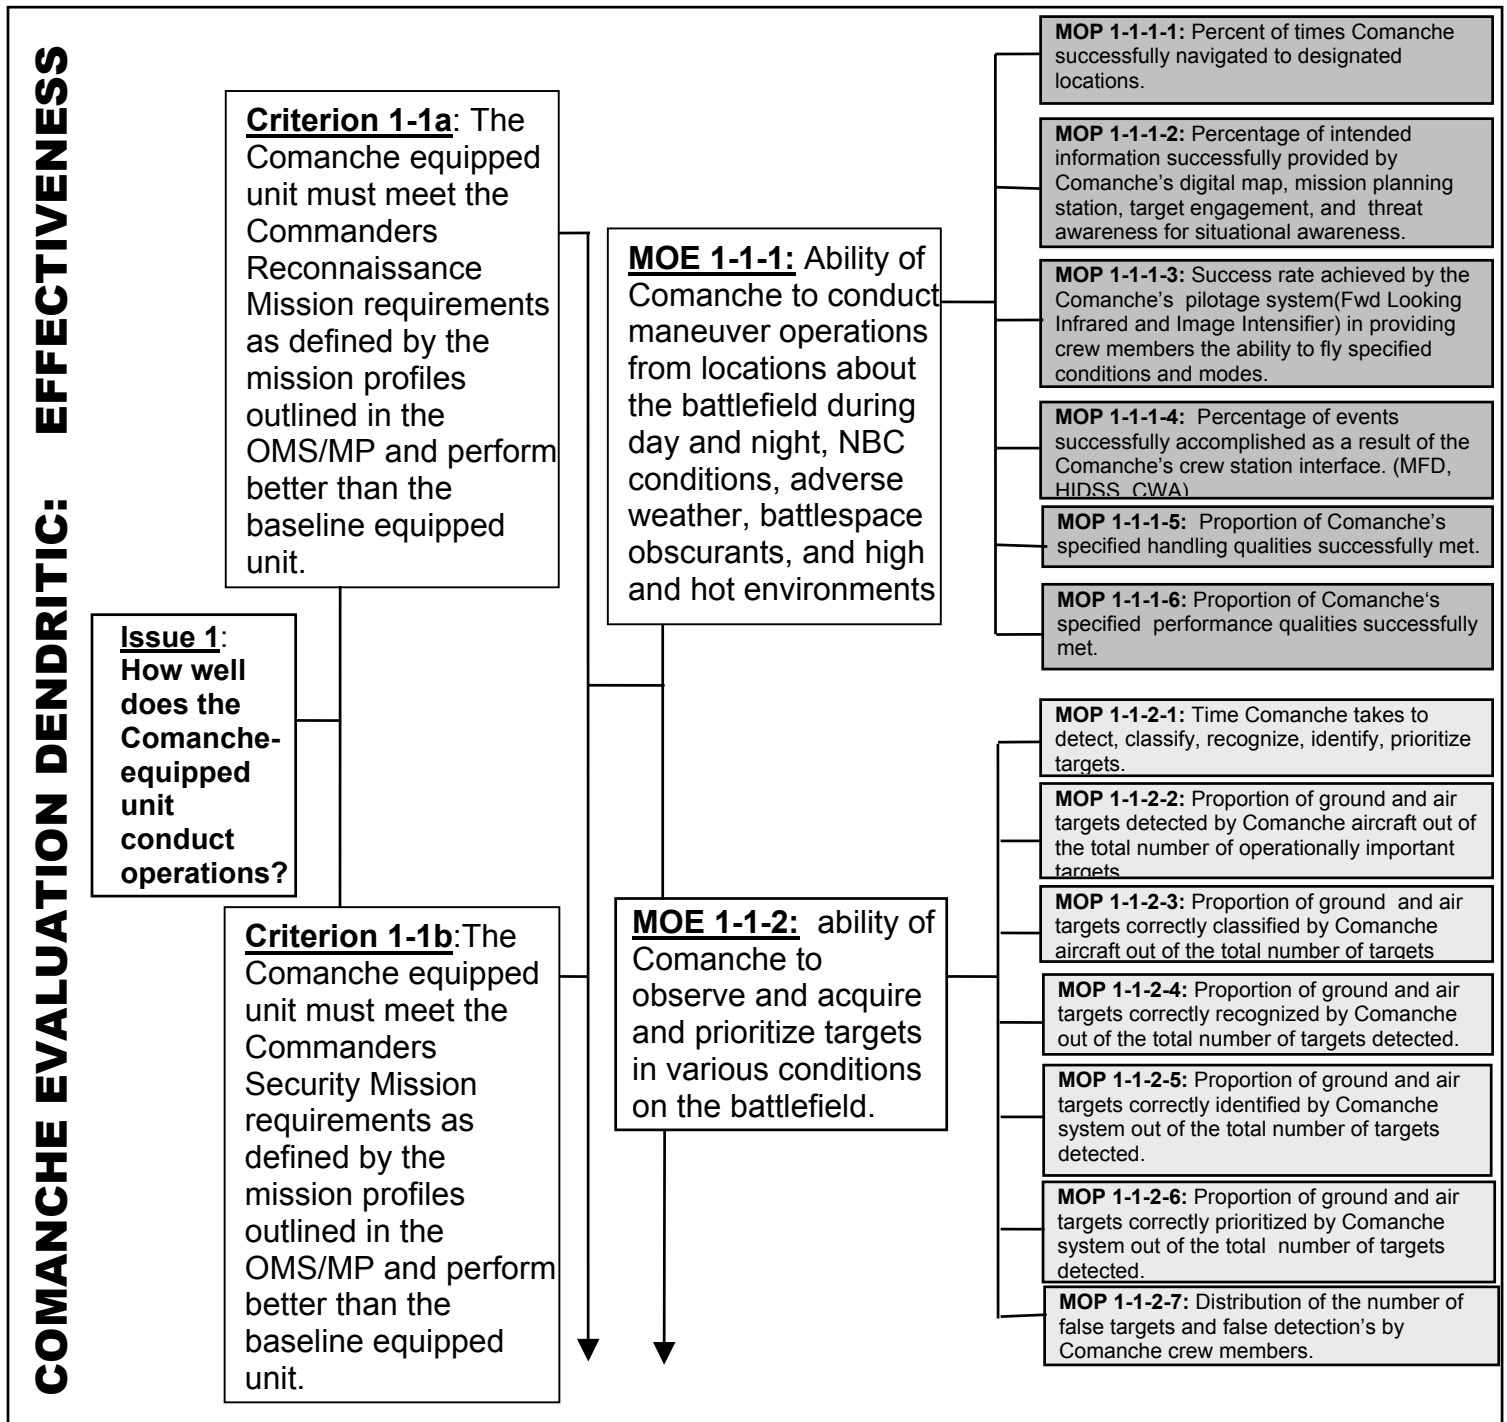 COMANCHE EVALUATION DENDRITIC: EFFECTIVENESS
Issue 1:
How well
does the
Comanche-
equipped
unit
conduct
operations?
Criterion 1-1a: The
Comanche equipped
unit must meet the
Commanders
Reconnaissance
Mission requirements
as defined by the
mission profiles
outlined in the
OMS/MP and perform
better than the
baseline equipped
unit.
Criterion 1-1b:The
Comanche equipped
unit must meet the
Commanders
Security Mission
requirements as
defined by the
mission profiles
outlined in the
OMS/MP and perform
better than the
baseline equipped
unit.
MOE 1-1-1: Ability of
Comanche to conduct
maneuver operations
from locations about
the battlefield during
day and night, NBC
conditions, adverse
weather, battlespace
obscurants, and high
and hot environments
MOE 1-1-2: ability of
Comanche to
observe and acquire
and prioritize targets
in various conditions
on the battlefield.
MOP 1-1-1-1: Percent of times Comanche
successfully navigated to designated
locations.
MOP 1-1-1-2: Percentage of intended
information successfully provided by
Comanche's digital map, mission planning
station, target engagement, and threat
awareness for situational awareness.
MOP 1-1-1-3: Success rate achieved by the
Comanche's pilotage system(Fwd Looking
Infrared and Image Intensifier) in providing
crew members the ability to fly specified
conditions and modes.
MOP 1-1-1-4: Percentage of events
successfully accomplished as a result of the
Comanche's crew station interface. (MFD,
HIDSS, CWA)
MOP 1-1-1-5: Proportion of Comanche's
specified handling qualities successfully met.
MOP 1-1-1-6: Proportion of Comanche‘s
specified performance qualities successfully
met.
MOP 1-1-2-1: Time Comanche takes to
detect, classify, recognize, identify, prioritize
targets.
MOP 1-1-2-2: Proportion of ground and air
targets detected by Comanche aircraft out of
the total number of operationally important
targets
MOP 1-1-2-3: Proportion of ground and air
targets correctly classified by Comanche
aircraft out of the total number of targets
MOP 1-1-2-4: Proportion of ground and air
targets correctly recognized by Comanche
out of the total number of targets detected.
MOP 1-1-2-5: Proportion of ground and air
targets correctly identified by Comanche
system out of the total number of targets
detected.
MOP 1-1-2-6: Proportion of ground and air
targets correctly prioritized by Comanche
system out of the total number of targets
detected.
MOP 1-1-2-7: Distribution of the number of
false targets and false detection's by
Comanche crew members.